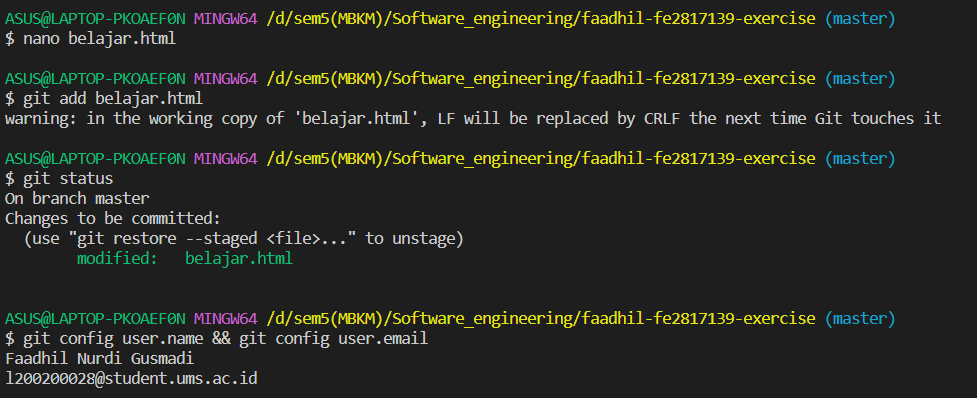 ASUS@LAPTOP-PKOAEF0N MINGW64 /d/sem5(MBKM)/Software_engineering/faadhil-fe2817139-exercise (master)
$ nano belajar.html
ASUS@LAPTOP-PKOAEF0N MINGW64 /d/sem5(MBKM)/Software_engineering/faadhil-fe2817139-exercise (master)
$ git add belajar.html
warning: in the working copy of 'belajar.html', LF will be replaced by CRLF the next time Git touches it
ASUS@LAPTOP-PKOAEF0N MINGW64 /d/sem5(MBKM)/Software_engineering/faadhil-fe2817139-exercise (master)
$ git status
On branch master
Changes to be committed:
  (use "git restore --staged <file>..." to unstage)
        modified:   belajar.html
ASUS@LAPTOP-PKOAEF0N MINGW64 /d/sem5(MBKM)/Software_engineering/faadhil-fe2817139-exercise (master)
$ git config user.name && git config user.email
Faadhil Nurdi Gusmadi
l200200028@student.ums.ac.id